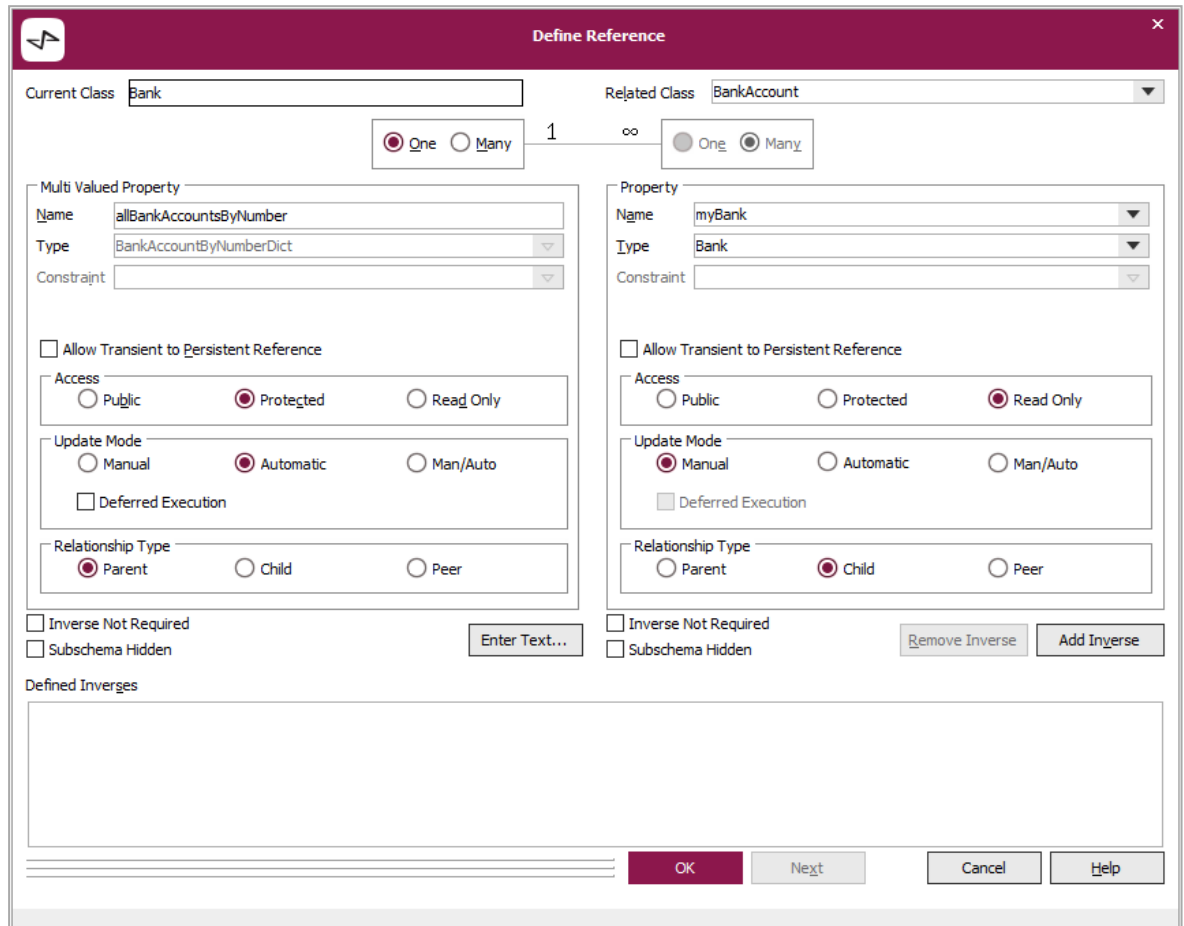 Define Reference
×
Current Class Bank
Related Class BankAccount
One Many 1 ∞ One Many
Multi Valued Property
Name allBankAccountsByNumber
Type BankAccountByNumberDict
Constraint
Allow Transient to Persistent Reference
Access
Public Protected Read Only
Update Mode
Manual Automatic Man/Auto
Deferred Execution
Relationship Type
Parent Child Peer
Inverse Not Required
Subschema Hidden
Enter Text...
Property
Name myBank
Type Bank
Constraint
Allow Transient to Persistent Reference
Access
Public Protected Read Only
Update Mode
Manual Automatic Man/Auto
Deferred Execution
Relationship Type
Parent Child Peer
Inverse Not Required
Subschema Hidden
Remove Inverse Add Inverse
Defined Inverses
OK Next Cancel Help